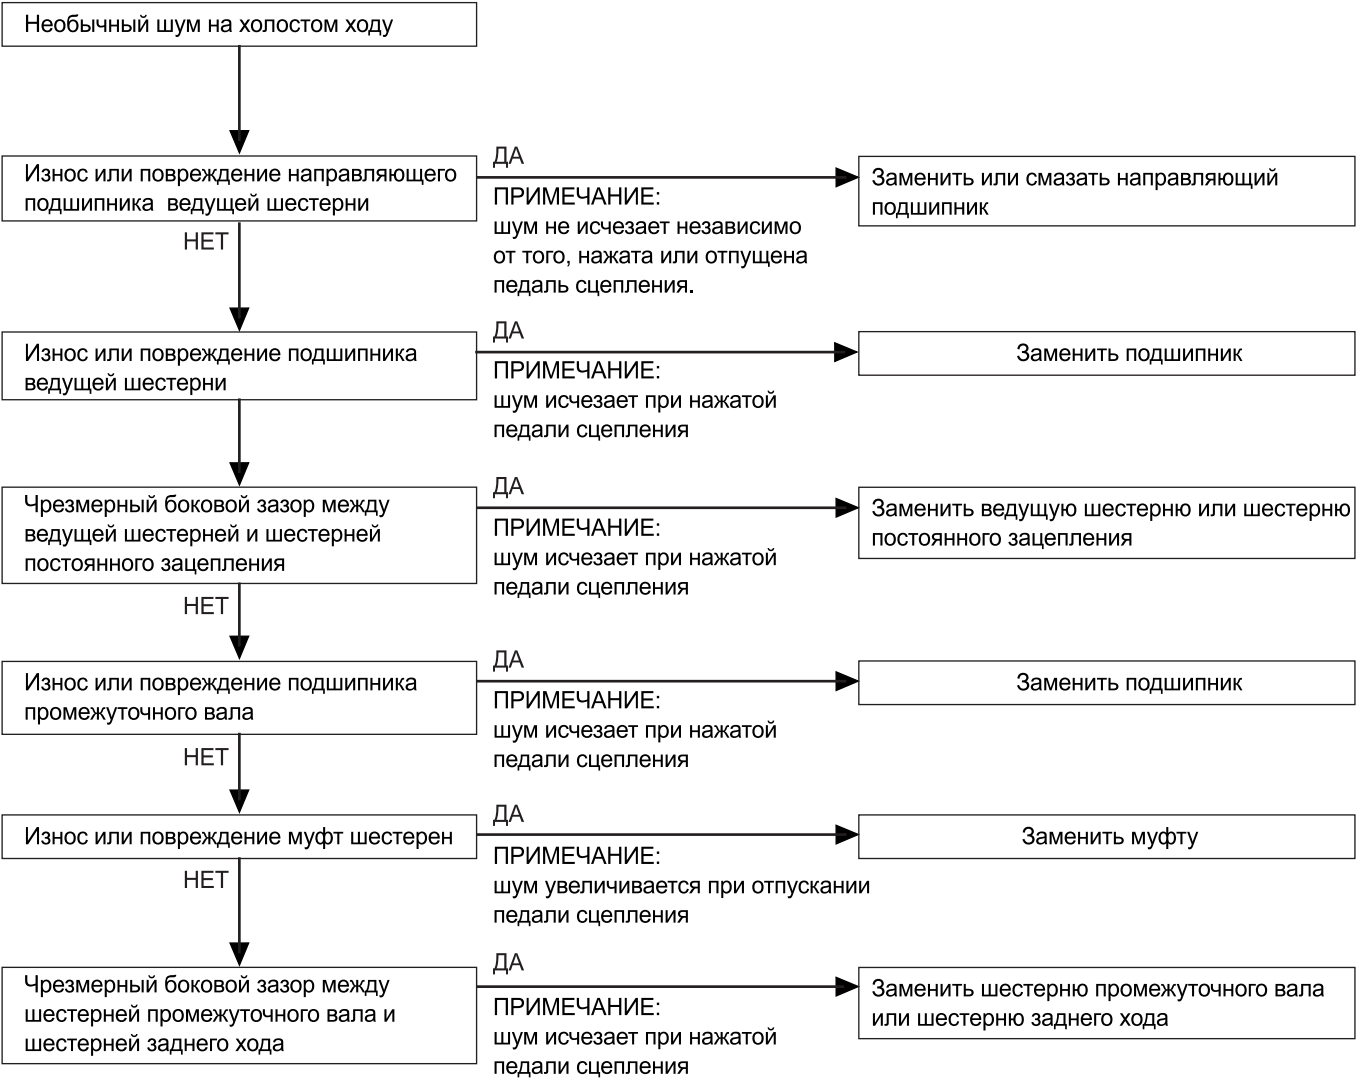 Необычный шум на холостом ходу
Износ или повреждение направляющего
подшипника ведущей шестерни
ДА
ПРИМЕЧАНИЕ:
шум не исчезает независимо
от того, нажата или отпущена
педаль сцепления.
Заменить или смазать направляющий
подшипник
НЕТ
Износ или повреждение подшипника
ведущей шестерни
ДА
ПРИМЕЧАНИЕ:
шум исчезает при нажатой
педали сцепления
Заменить подшипник
Чрезмерный боковой зазор между
ведущей шестерней и шестерней
постоянного зацепления
ДА
ПРИМЕЧАНИЕ:
шум исчезает при нажатой
педали сцепления
Заменить ведущую шестерню или шестерню
постоянного зацепления
НЕТ
Износ или повреждение подшипника
промежуточного вала
ДА
ПРИМЕЧАНИЕ:
шум исчезает при нажатой
педали сцепления
Заменить подшипник
НЕТ
Износ или повреждение муфт шестерен
ДА
ПРИМЕЧАНИЕ:
шум увеличивается при отпускании
педали сцепления
Заменить муфту
НЕТ
Чрезмерный боковой зазор между
шестерней промежуточного вала и
шестерней заднего хода
ДА
ПРИМЕЧАНИЕ:
шум исчезает при нажатой
педали сцепления
Заменить шестерню промежуточного вала
или шестерню заднего хода